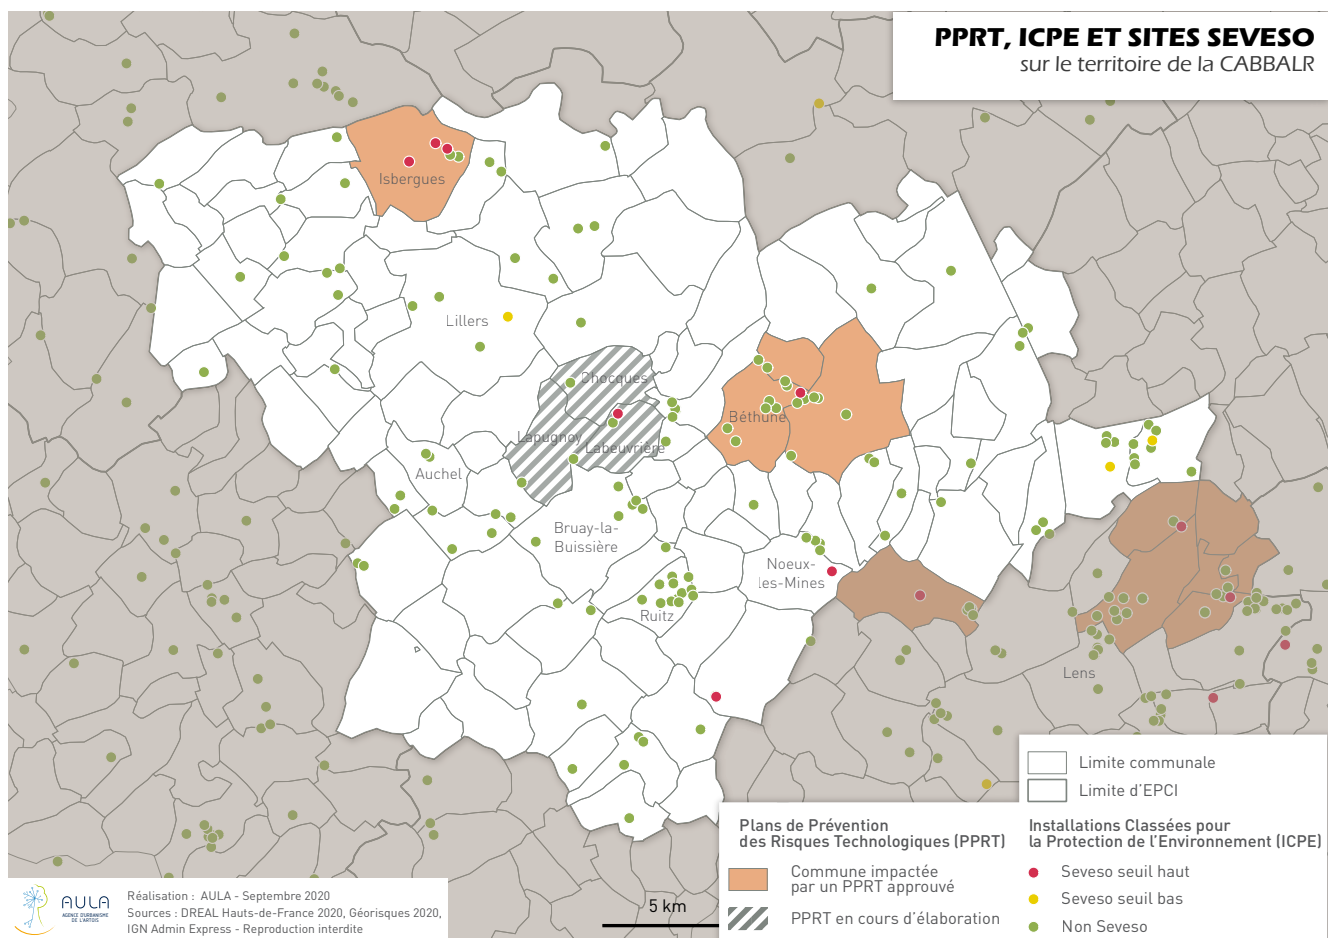 PPRT, ICPE ET SITES SEVESO
sur le territoire de la CABBALR
Isbergues
Lillers
Chocques
Lapugnoy
Labeuvrière
Béthune
Auchel
Bruay-la-
Buissière
Noeux-
les-Mines
Ruitz
Lens
Limite communale
Limite d'EPCI
Plans de Prévention
des Risques Technologiques (PPRT)
Commune impactée
par un PPRT approuvé
PPRT en cours d'élaboration
Installations Classées pour
la Protection de l'Environnement (ICPE)
Seveso seuil haut
Seveso seuil bas
Non Seveso
5 km
AULA
AGENCE D'URBANISME
DE L'ARTOIS
Réalisation : AULA - Septembre 2020
Sources : DREAL Hauts-de-France 2020, Géorisques 2020,
IGN Admin Express - Reproduction interdite